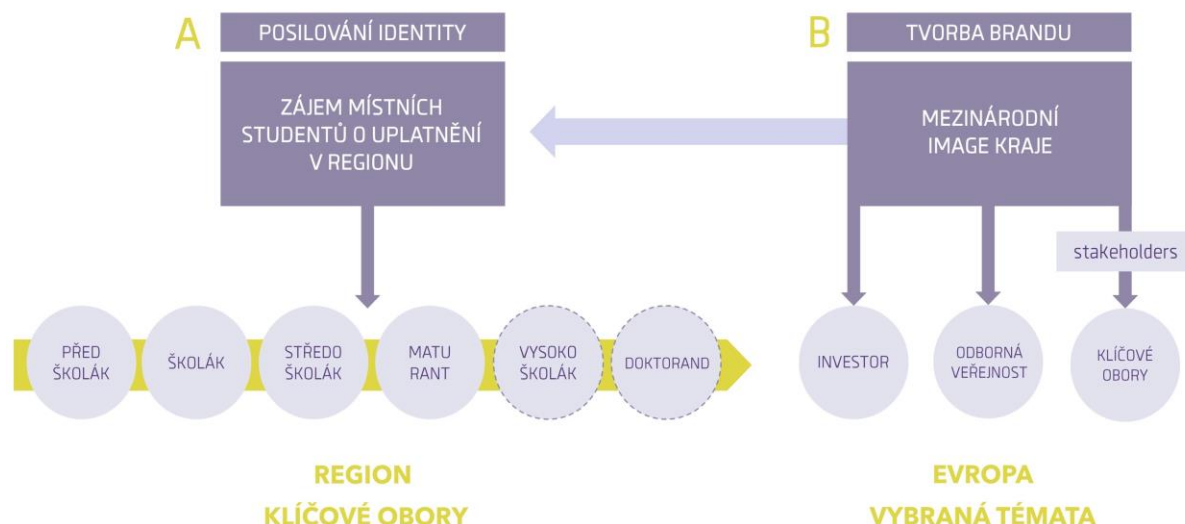 A
POSILOVÁNÍ IDENTITY
ZÁJEM MÍSTNÍCH
STUDENTŮ O UPLATNĚNÍ
V REGIONU
B
TVORBA BRANDU
MEZINÁRODNÍ
IMAGE KRAJE
stakeholders
PŘED
ŠKOLÁK
ŠKOLÁK
STŘEDO
ŠKOLÁK
MATU
RANT
VYSOKO
ŠKOLÁK
DOKTORAND
INVESTOR
ODBORNÁ
VEŘEJNOST
KLÍČOVÉ
OBORY
REGION
KLÍČOVÉ OBORY
EVROPA
VYBRANÁ TÉMATA